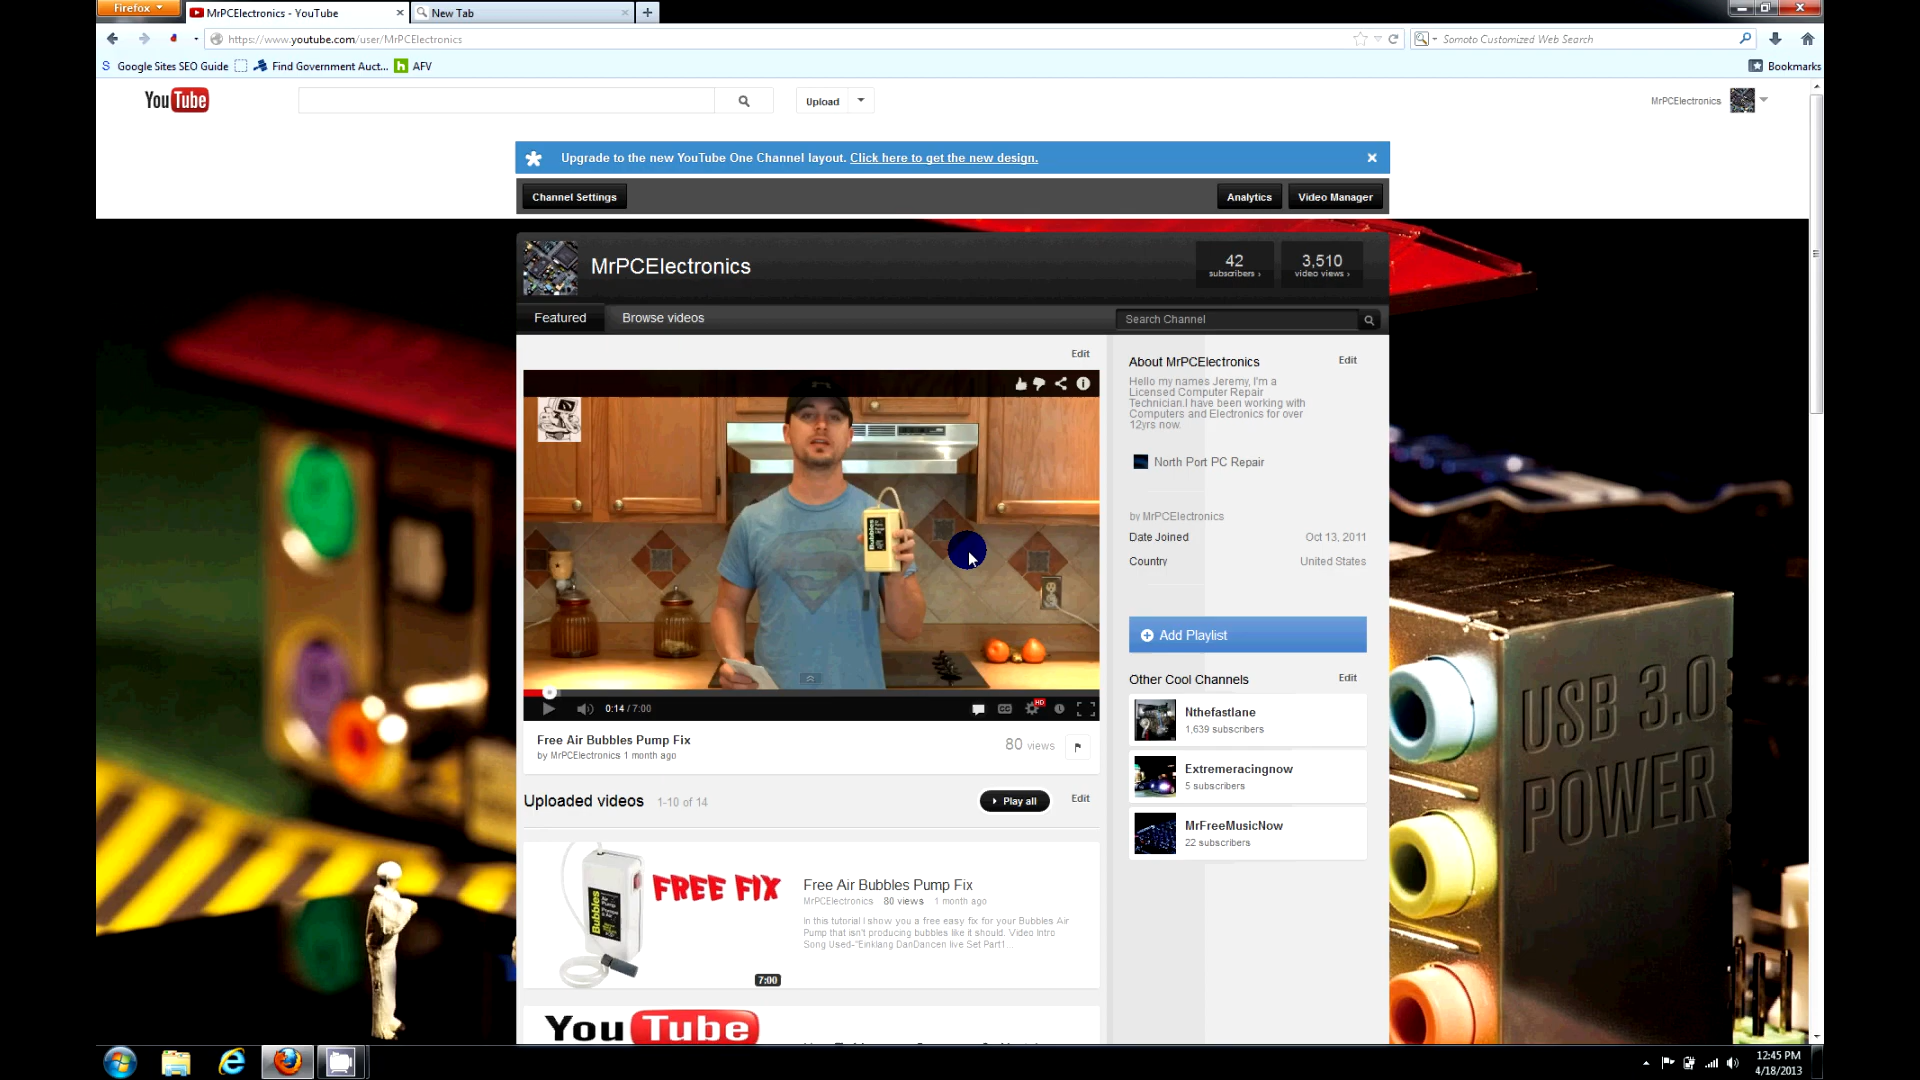 Firefox
MrPCElectronics - YouTube
New Tab
https://www.youtube.com/user/MrPCElectronics
Somoto Customized Web Search
Google Sites SEO Guide
Find Government Auct...
h AFV
Bookmarks
YouTube
Upload
MrPCElectronics
Upgrade to the new YouTube One Channel layout. Click here to get the new design.
Channel Settings
Analytics
Video Manager
MrPCElectronics
42
subscribers ›
3,510
video views ›
Featured
Browse videos
Search Channel
Edit
About MrPCElectronics
Edit
Hello my names Jeremy, I'm a
Licensed Computer Repair
Technician.I have been working with
Computers and Electronics for over
12yrs now.
North Port PC Repair
by MrPCElectronics
Date Joined
Oct 13, 2011
Country
United States
Bubbles
Add Playlist
Other Cool Channels
Edit
Nthefastlane
1,639 subscribers
Extremeracingnow
5 subscribers
MrFreeMusicNow
22 subscribers
0:14 / 7:00
CC
HD
Free Air Bubbles Pump Fix
by MrPCElectronics 1 month ago
80 views
Uploaded videos 1-10 of 14
Play all
Edit
Bubbles
FREE FIX
7:00
Free Air Bubbles Pump Fix
MrPCElectronics 80 views 1 month ago
In this tutorial I show you a free easy fix for your Bubbles Air
Pump that isn't producing bubbles like it should. Video Intro
Song Used-"Einklang DanDancen live Set Part1...
YouTube
USB 3.0
POWER
12:45 PM
4/18/2013